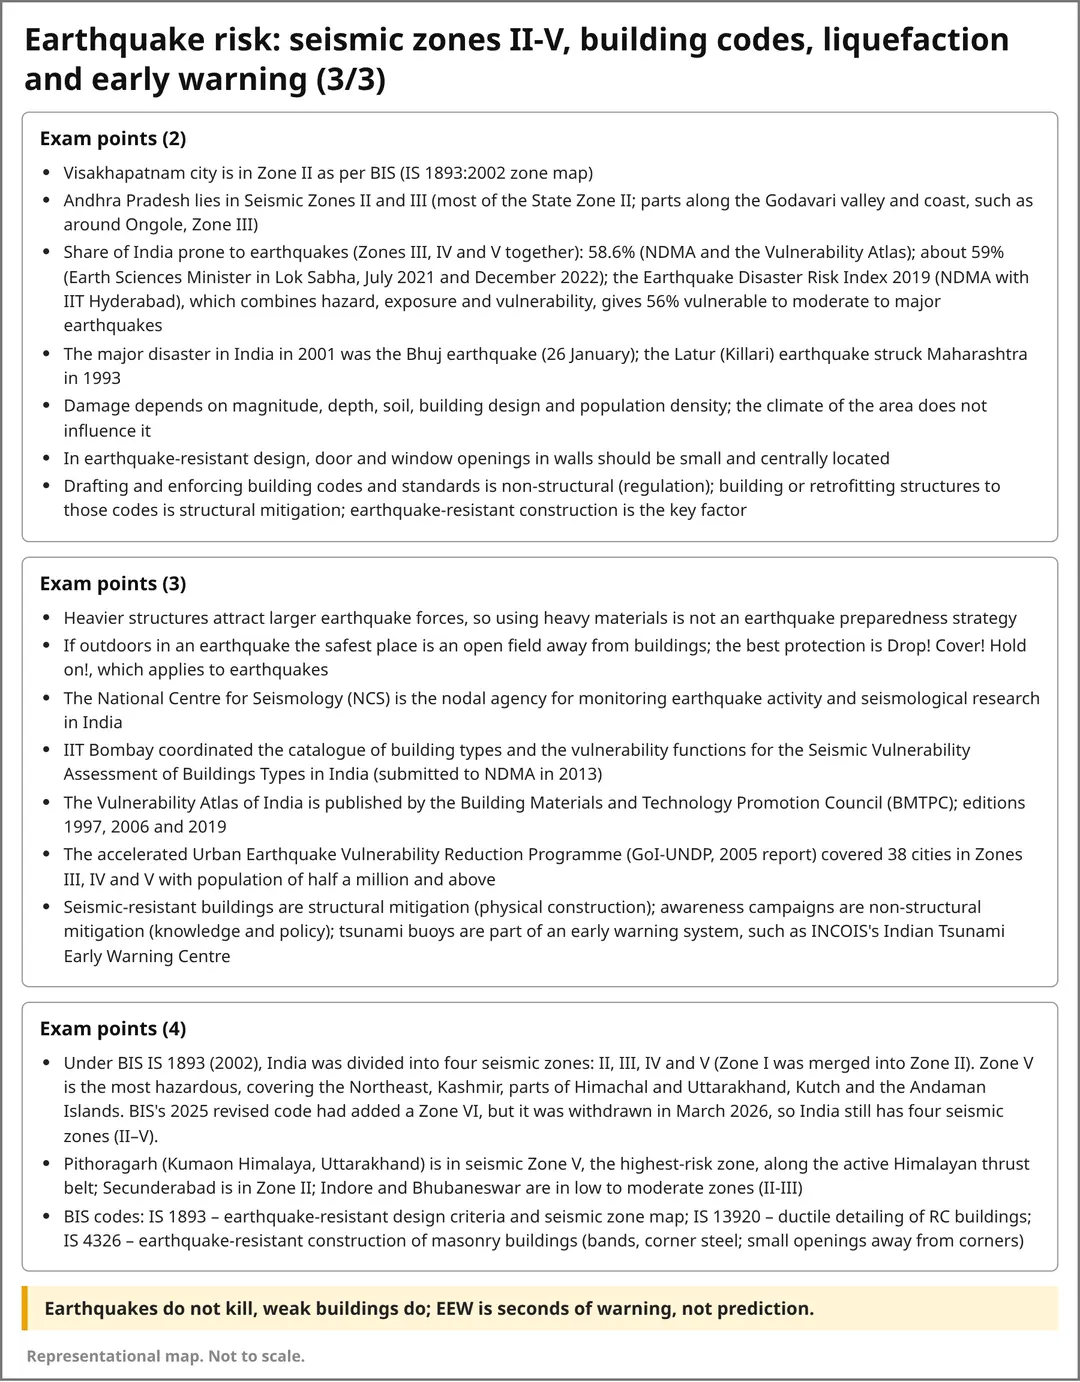 Earthquake risk: seismic zones II-V, building codes, liquefaction
and early warning (3/3)
Exam points (2)
• Visakhapatnam city is in Zone II as per BIS (IS 1893:2002 zone map)
• Andhra Pradesh lies in Seismic Zones II and III (most of the State Zone II; parts along the Godavari valley and coast, such as
around Ongole, Zone III)
• Share of India prone to earthquakes (Zones III, IV and V together): 58.6% (NDMA and the Vulnerability Atlas); about 59%
(Earth Sciences Minister in Lok Sabha, July 2021 and December 2022); the Earthquake Disaster Risk Index 2019 (NDMA with
IIT Hyderabad), which combines hazard, exposure and vulnerability, gives 56% vulnerable to moderate to major
earthquakes
• The major disaster in India in 2001 was the Bhuj earthquake (26 January); the Latur (Killari) earthquake struck Maharashtra
in 1993
• Damage depends on magnitude, depth, soil, building design and population density; the climate of the area does not
influence it
• In earthquake-resistant design, door and window openings in walls should be small and centrally located
• Drafting and enforcing building codes and standards is non-structural (regulation); building or retrofitting structures to
those codes is structural mitigation; earthquake-resistant construction is the key factor
Exam points (3)
• Heavier structures attract larger earthquake forces, so using heavy materials is not an earthquake preparedness strategy
• If outdoors in an earthquake the safest place is an open field away from buildings; the best protection is Drop! Cover! Hold
on!, which applies to earthquakes
• The National Centre for Seismology (NCS) is the nodal agency for monitoring earthquake activity and seismological research
in India
• IIT Bombay coordinated the catalogue of building types and the vulnerability functions for the Seismic Vulnerability
Assessment of Buildings Types in India (submitted to NDMA in 2013)
• The Vulnerability Atlas of India is published by the Building Materials and Technology Promotion Council (BMTPC); editions
1997, 2006 and 2019
• The accelerated Urban Earthquake Vulnerability Reduction Programme (GoI-UNDP, 2005 report) covered 38 cities in Zones
III, IV and V with population of half a million and above
• Seismic-resistant buildings are structural mitigation (physical construction); awareness campaigns are non-structural
mitigation (knowledge and policy); tsunami buoys are part of an early warning system, such as INCOIS's Indian Tsunami
Early Warning Centre
Exam points (4)
• Under BIS IS 1893 (2002), India was divided into four seismic zones: II, III, IV and V (Zone I was merged into Zone II). Zone V
is the most hazardous, covering the Northeast, Kashmir, parts of Himachal and Uttarakhand, Kutch and the Andaman
Islands. BIS's 2025 revised code had added a Zone VI, but it was withdrawn in March 2026, so India still has four seismic
zones (II–V).
• Pithoragarh (Kumaon Himalaya, Uttarakhand) is in seismic Zone V, the highest-risk zone, along the active Himalayan thrust
belt; Secunderabad is in Zone II; Indore and Bhubaneswar are in low to moderate zones (II-III)
• BIS codes: IS 1893 – earthquake-resistant design criteria and seismic zone map; IS 13920 – ductile detailing of RC buildings;
IS 4326 – earthquake-resistant construction of masonry buildings (bands, corner steel; small openings away from corners)
Earthquakes do not kill, weak buildings do; EEW is seconds of warning, not prediction.
Representational map. Not to scale.